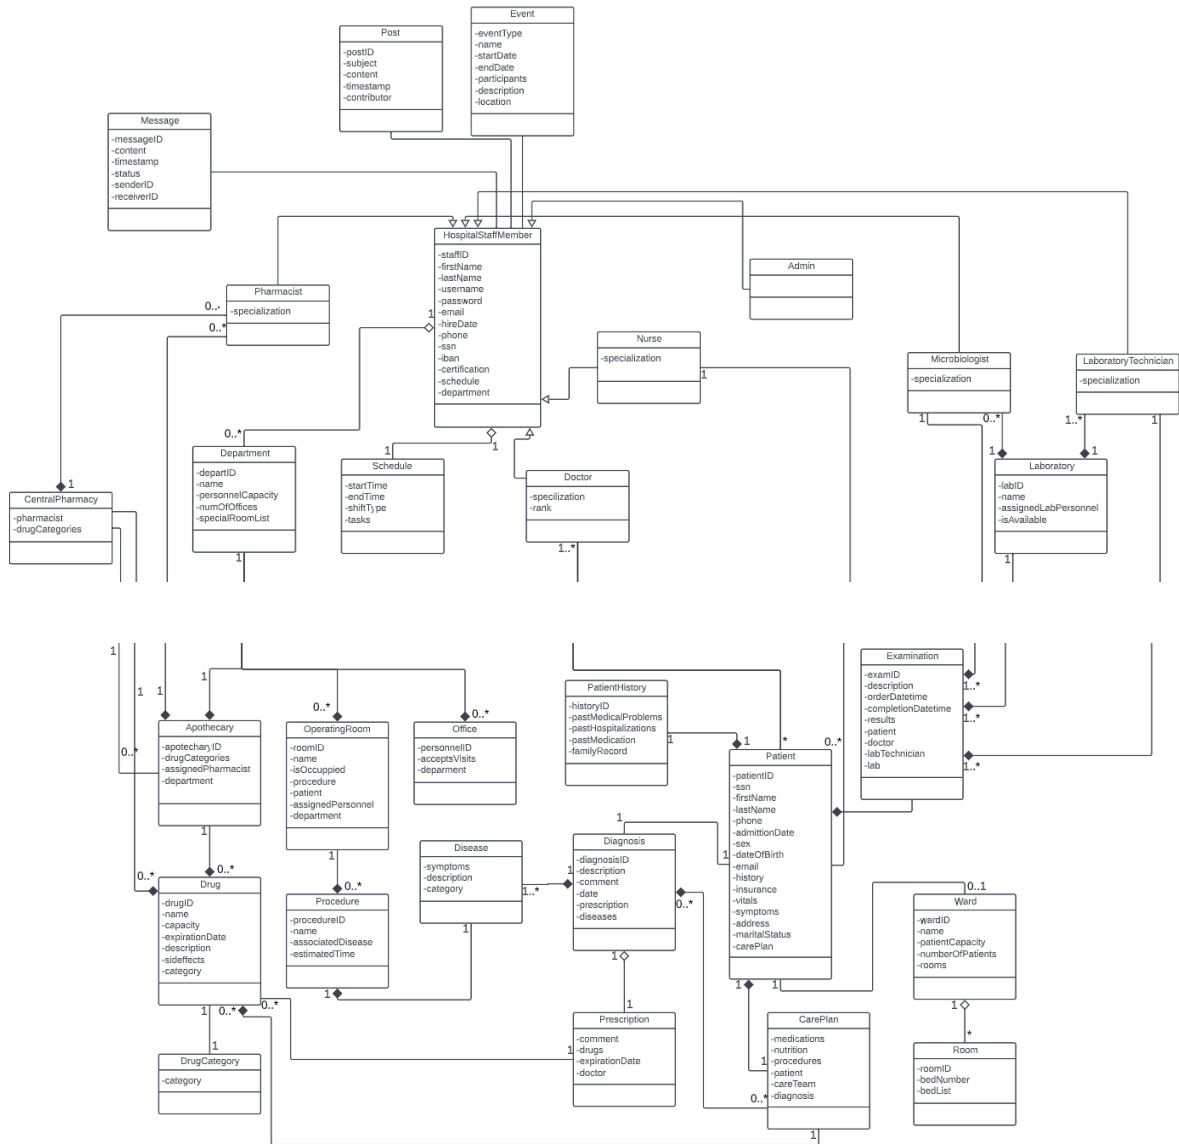 Event
-eventType
-name
-startDate
-endDate
-participants
-description
-location
Post
-postID
-subject
-content
-timestamp
-contributor
Message
-messageID
-content
-timestamp
-status
-senderID
-receiverID
HospitalStaffMember
-staffID
-firstName
-lastName
-username
-password
-email
-hireDate
-phone
-ssn
-iban
-certification
-schedule
-department
1
1
Admin
Pharmacist
-specialization
0..*
0..*
Nurse
-specialization
1
Microbiologist
-specialization
1
0..*
LaboratoryTechnician
-specialization
1..*
1
0..*
Department
-departID
-name
-personnelCapacity
-numOfOffices
-specialRoomList
1
1
Schedule
-startTime
-endTime
-shiftType
-tasks
Doctor
-specilization
-rank
1..*
1
1
Laboratory
-labID
-name
-assignedLabPersonnel
-isAvailable
1
1
CentralPharmacy
-pharmacist
-drugCategories
1
1
1
1
0..*
Apothecary
-apotecharyID
-drugCategories
-assignedPharmacist
-department
1
0..*
OperatingRoom
-roomID
-name
-isOccuppied
-procedure
-patient
-assignedPersonnel
-department
1
0..*
Office
-personnelID
-acceptsVisits
-deparment
PatientHistory
-historyID
-pastMedicalProblems
-pastHospitalizations
-pastMedication
-familyRecord
1
1
*
0..*
Patient
-patientID
-ssn
-firstName
-lastName
-phone
-admittionDate
-sex
-dateOfBirth
-email
-history
-insurance
-vitals
-symptoms
-address
-maritalStatus
-carePlan
1
1
1
Examination
-examID
-description
-orderDatetime
-completionDatetime
-results
-patient
-doctor
-labTechnician
-lab
1..*
1..*
1..*
Disease
-symptoms
-description
-category
1..*
1
1
1
Diagnosis
-diagnosisID
-description
-comment
-date
-prescription
-diseases
0..*
1
0..*
0..*
Drug
-drugID
-name
-capacity
-expirationDate
-description
-sideffects
-category
1
0..*
0..*
0..*
Procedure
-procedureID
-name
-associatedDisease
-estimatedTime
1
0..1
Ward
-wardID
-name
-patientCapacity
-numberOfPatients
-rooms
1
1
DrugCategory
-category
1
1
Prescription
-comment
-drugs
-expirationDate
-doctor
CarePlan
-medications
-nutrition
-procedures
-patient
-careTeam
-diagnosis
1
0..*
1
*
Room
-roomID
-bedNumber
-bedList